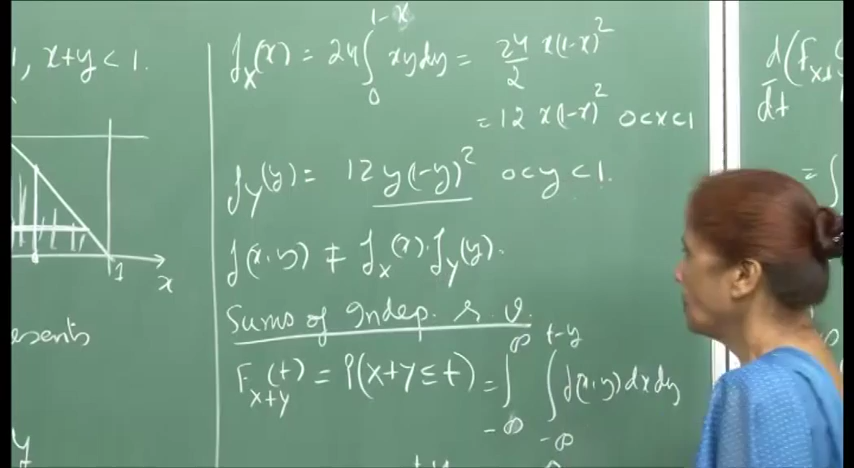 , x+y < 1.
f_X(x) = 24 ∫_0^{1-x} xy dy = 24/2 x(1-x)^2
= 12 x(1-x)^2 0<x<1
f_Y(y) = 12 y(1-y)^2 0<y<1.
f(x,y) ≠ f_X(x).f_Y(y).
1
x
esents
y
Sums of Indep. r.v.
F_{X+Y}(t) = P(X+Y ≤ t) = ∫_{-∞}^{∞} ∫_{-∞}^{t-y} f(x,y) dx dy
d/dt (F_{X+
= ∫